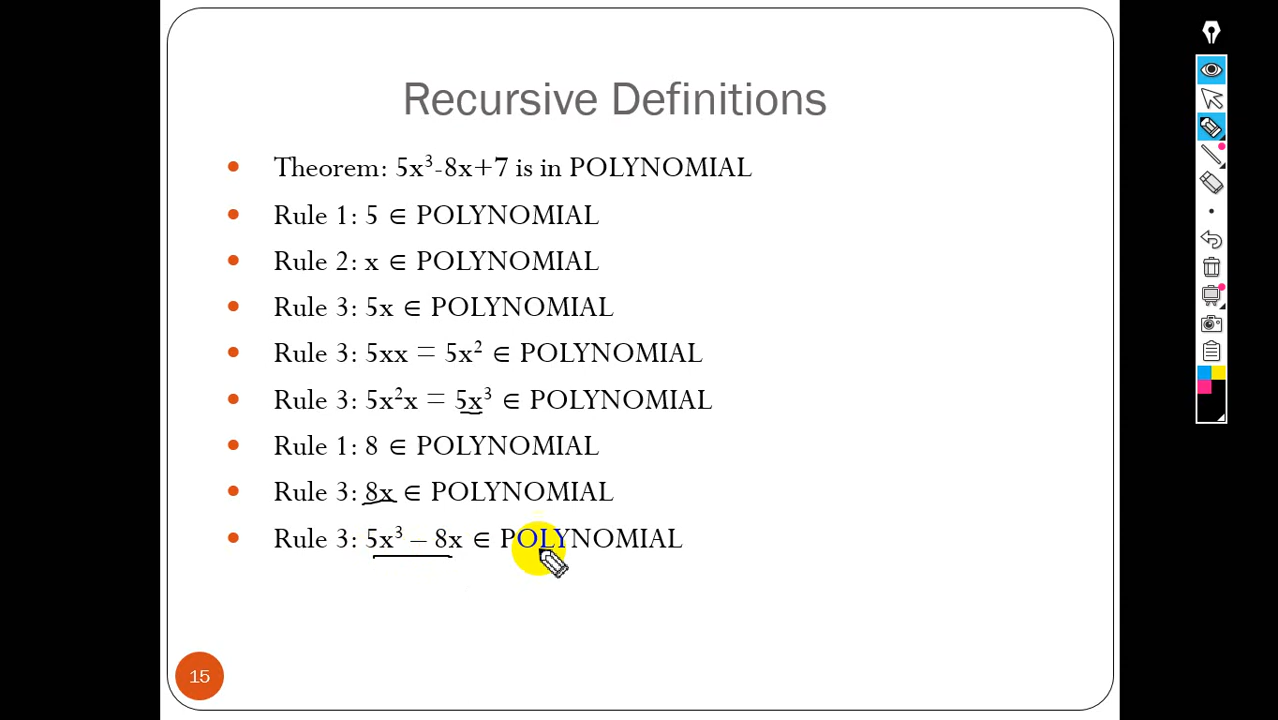 Recursive Definitions
• Theorem: 5x³-8x+7 is in POLYNOMIAL
• Rule 1: 5 ∈ POLYNOMIAL
• Rule 2: x ∈ POLYNOMIAL
• Rule 3: 5x ∈ POLYNOMIAL
• Rule 3: 5xx = 5x² ∈ POLYNOMIAL
• Rule 3: 5x²x = 5x³ ∈ POLYNOMIAL
• Rule 1: 8 ∈ POLYNOMIAL
• Rule 3: 8x ∈ POLYNOMIAL
• Rule 3: 5x³ – 8x ∈ POLYNOMIAL
15